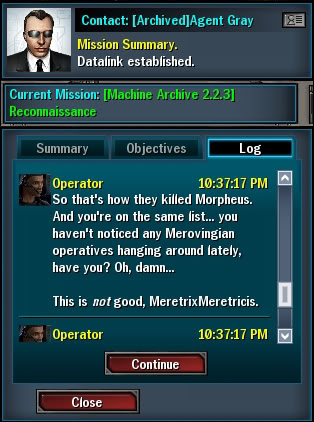 Contact: [Archived]Agent Gray
Mission Summary.
Datalink established.
Current Mission: [Machine Archive 2.2.3]
Reconnaissance
Summary Objectives Log
Operator 10:37:17 PM
So that's how they killed Morpheus.
And you're on the same list... you
haven't noticed any Merovingian
operatives hanging around lately,
have you? Oh, damn...
This is not good, MeretrixMeretricis.
Operator 10:37:17 PM
Continue
Close